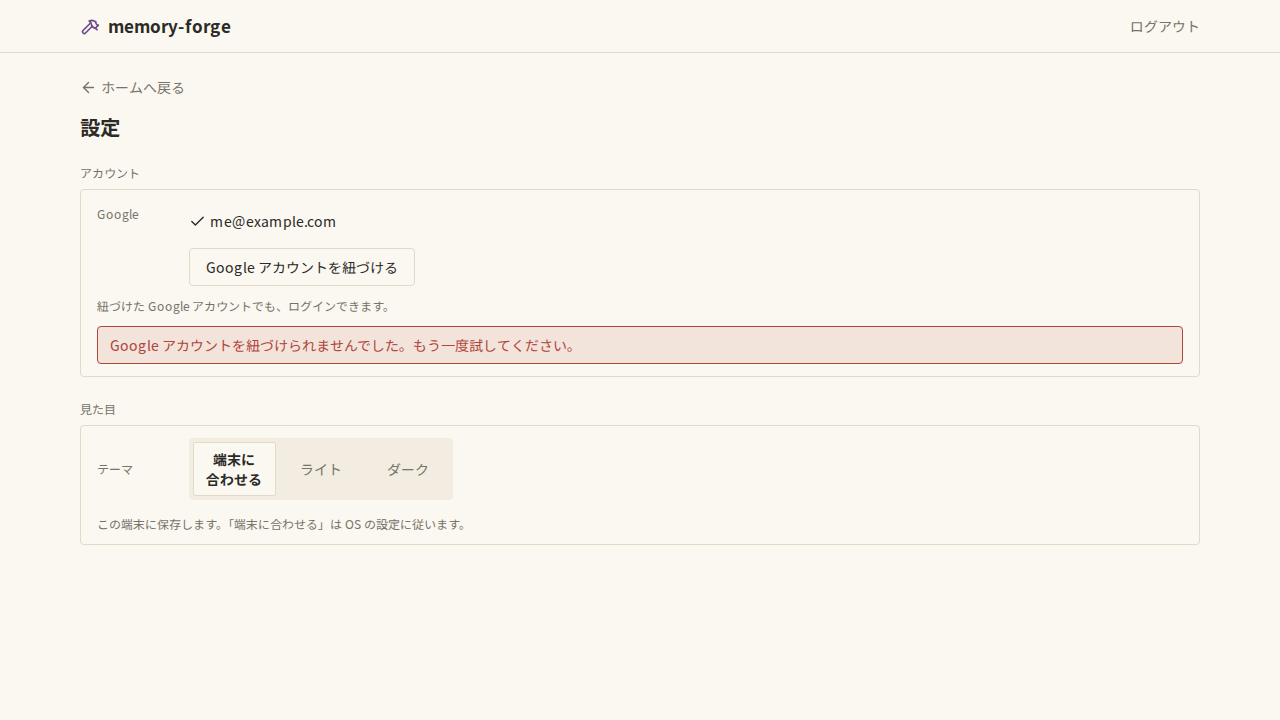 memory-forge
ログアウト
ホームへ戻る
設定
アカウント
Google
me@example.com
Google アカウントを紐づける
紐づけた Google アカウントでも、ログインできます。
Google アカウントを紐づけられませんでした。もう一度試してください。
見た目
テーマ
端末に
合わせる
ライト
ダーク
この端末に保存します。「端末に合わせる」は OS の設定に従います。